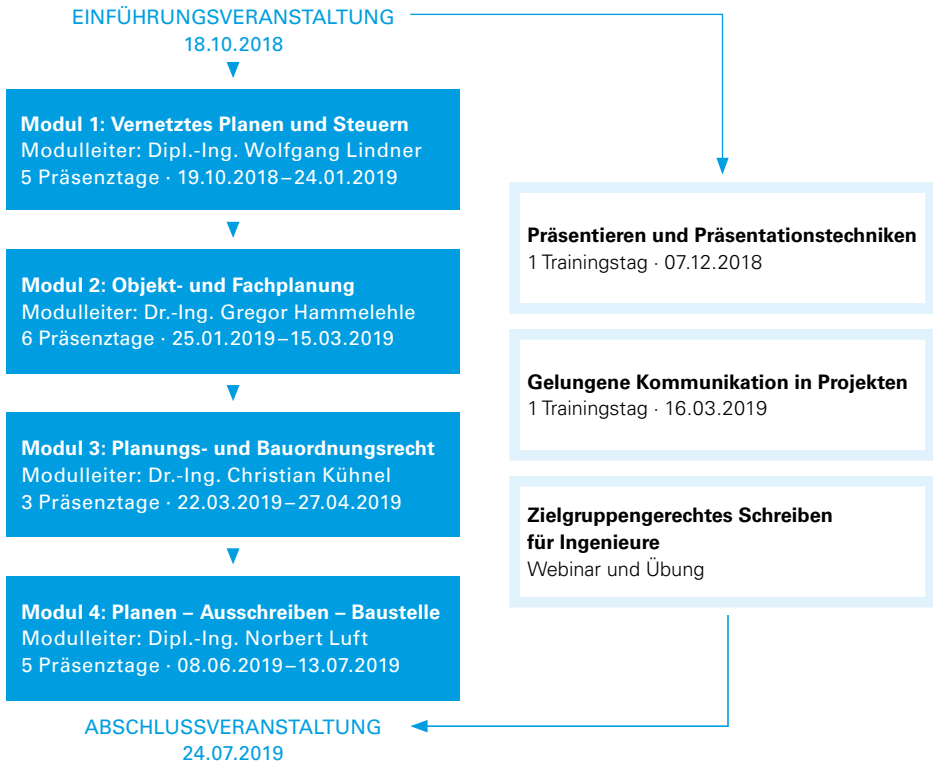 EINFÜHRUNGSVERANSTALTUNG
18.10.2018
Modul 1: Vernetztes Planen und Steuern
Modulleiter: Dipl.-Ing. Wolfgang Lindner
5 Präsenztage · 19.10.2018–24.01.2019
Modul 2: Objekt- und Fachplanung
Modulleiter: Dr.-Ing. Gregor Hammelehle
6 Präsenztage · 25.01.2019–15.03.2019
Modul 3: Planungs- und Bauordnungsrecht
Modulleiter: Dr.-Ing. Christian Kühnel
3 Präsenztage · 22.03.2019–27.04.2019
Modul 4: Planen – Ausschreiben – Baustelle
Modulleiter: Dipl.-Ing. Norbert Luft
5 Präsenztage · 08.06.2019–13.07.2019
Präsentieren und Präsentationstechniken
1 Trainingstag · 07.12.2018
Gelungene Kommunikation in Projekten
1 Trainingstag · 16.03.2019
Zielgruppengerechtes Schreiben
für Ingenieure
Webinar und Übung
ABSCHLUSSVERANSTALTUNG
24.07.2019